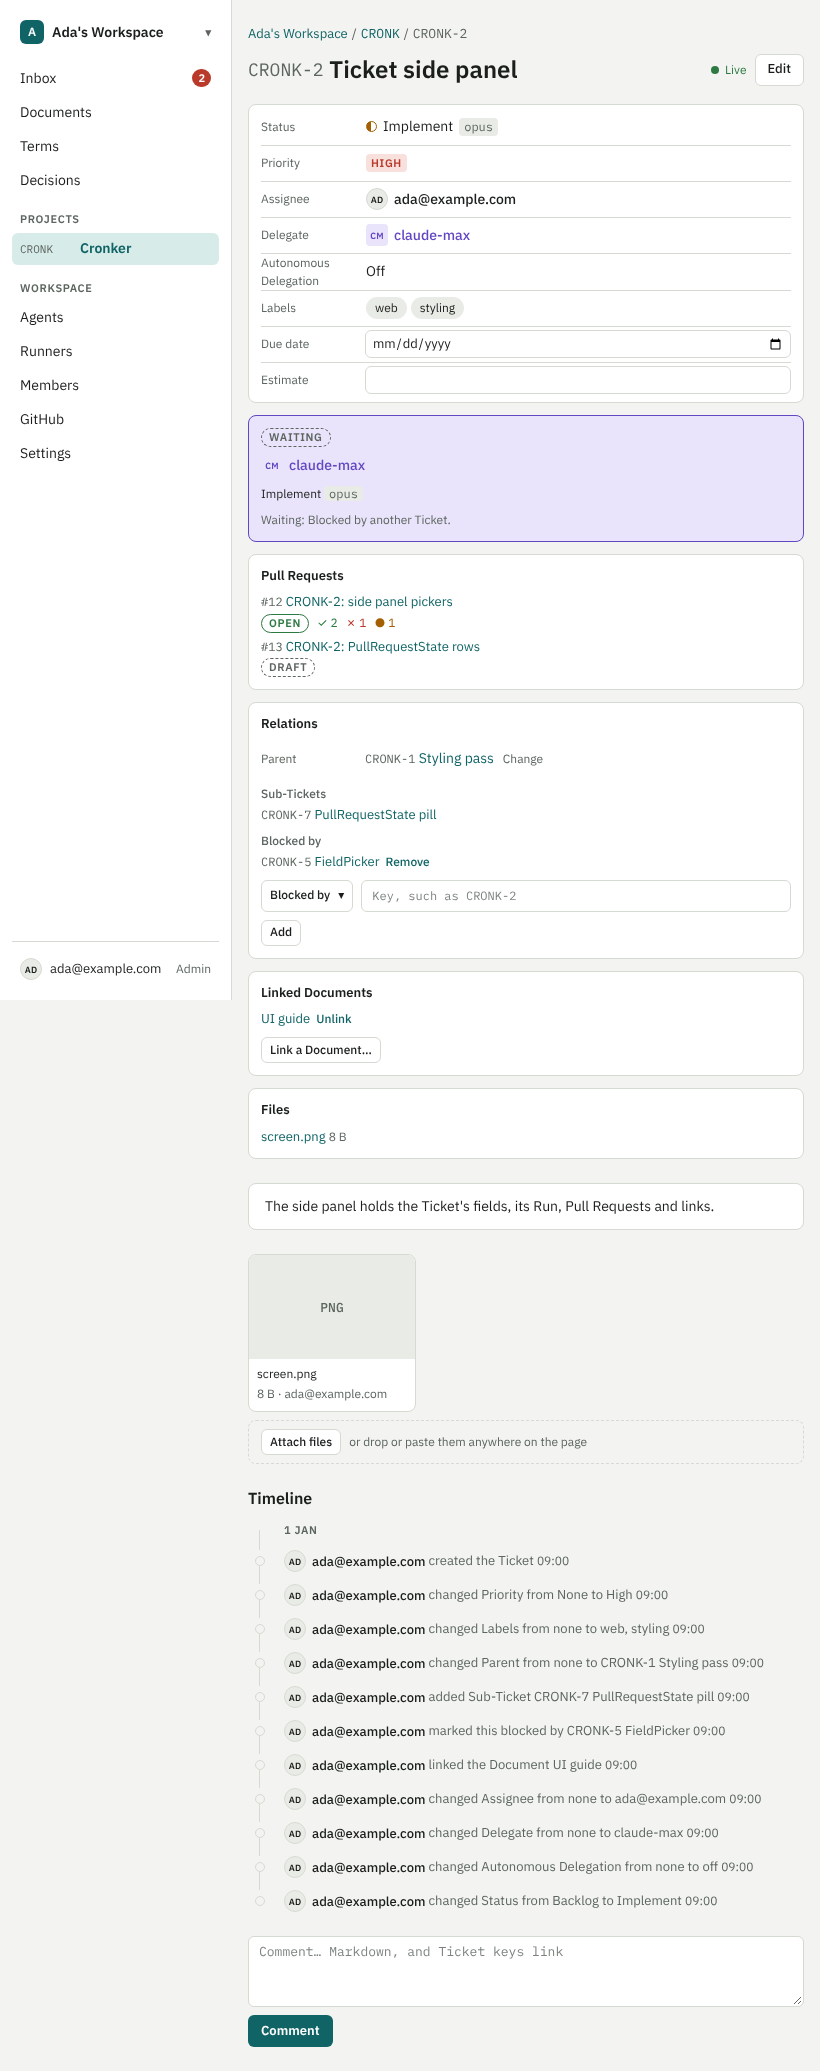 A Ada's Workspace ▾
Inbox 2
Documents
Terms
Decisions
PROJECTS
CRONK Cronker
WORKSPACE
Agents
Runners
Members
GitHub
Settings
AD ada@example.com Admin
Ada's Workspace / CRONK / CRONK-2
CRONK-2 Ticket side panel
Live Edit
Status Implement opus
Priority HIGH
Assignee AD ada@example.com
Delegate CM claude-max
Autonomous Delegation Off
Labels web styling
Due date mm/dd/yyyy
Estimate
WAITING
CM claude-max
Implement opus
Waiting: Blocked by another Ticket.
Pull Requests
#12 CRONK-2: side panel pickers
OPEN ✓ 2 × 1 ● 1
#13 CRONK-2: PullRequestState rows
DRAFT
Relations
Parent CRONK-1 Styling pass Change
Sub-Tickets
CRONK-7 PullRequestState pill
Blocked by
CRONK-5 FieldPicker Remove
Blocked by ▾ Key, such as CRONK-2
Add
Linked Documents
UI guide Unlink
Link a Document…
Files
screen.png 8 B
The side panel holds the Ticket's fields, its Run, Pull Requests and links.
PNG
screen.png
8 B · ada@example.com
Attach files or drop or paste them anywhere on the page
Timeline
1 JAN
AD ada@example.com created the Ticket 09:00
AD ada@example.com changed Priority from None to High 09:00
AD ada@example.com changed Labels from none to web, styling 09:00
AD ada@example.com changed Parent from none to CRONK-1 Styling pass 09:00
AD ada@example.com added Sub-Ticket CRONK-7 PullRequestState pill 09:00
AD ada@example.com marked this blocked by CRONK-5 FieldPicker 09:00
AD ada@example.com linked the Document UI guide 09:00
AD ada@example.com changed Assignee from none to ada@example.com 09:00
AD ada@example.com changed Delegate from none to claude-max 09:00
AD ada@example.com changed Autonomous Delegation from none to off 09:00
AD ada@example.com changed Status from Backlog to Implement 09:00
Comment… Markdown, and Ticket keys link
Comment